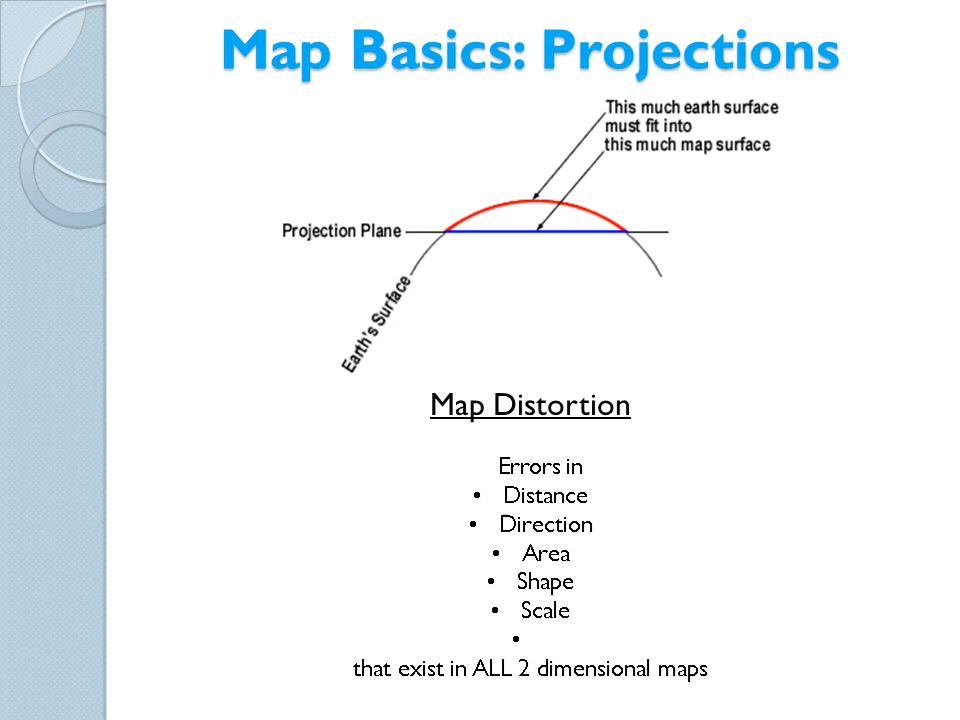 Map Basics: Projections
This much earth surface
must fit into
this much map surface
Projection Plane
Earth's Surface
Map Distortion
Errors in
• Distance
• Direction
• Area
• Shape
• Scale
•
that exist in ALL 2 dimensional maps